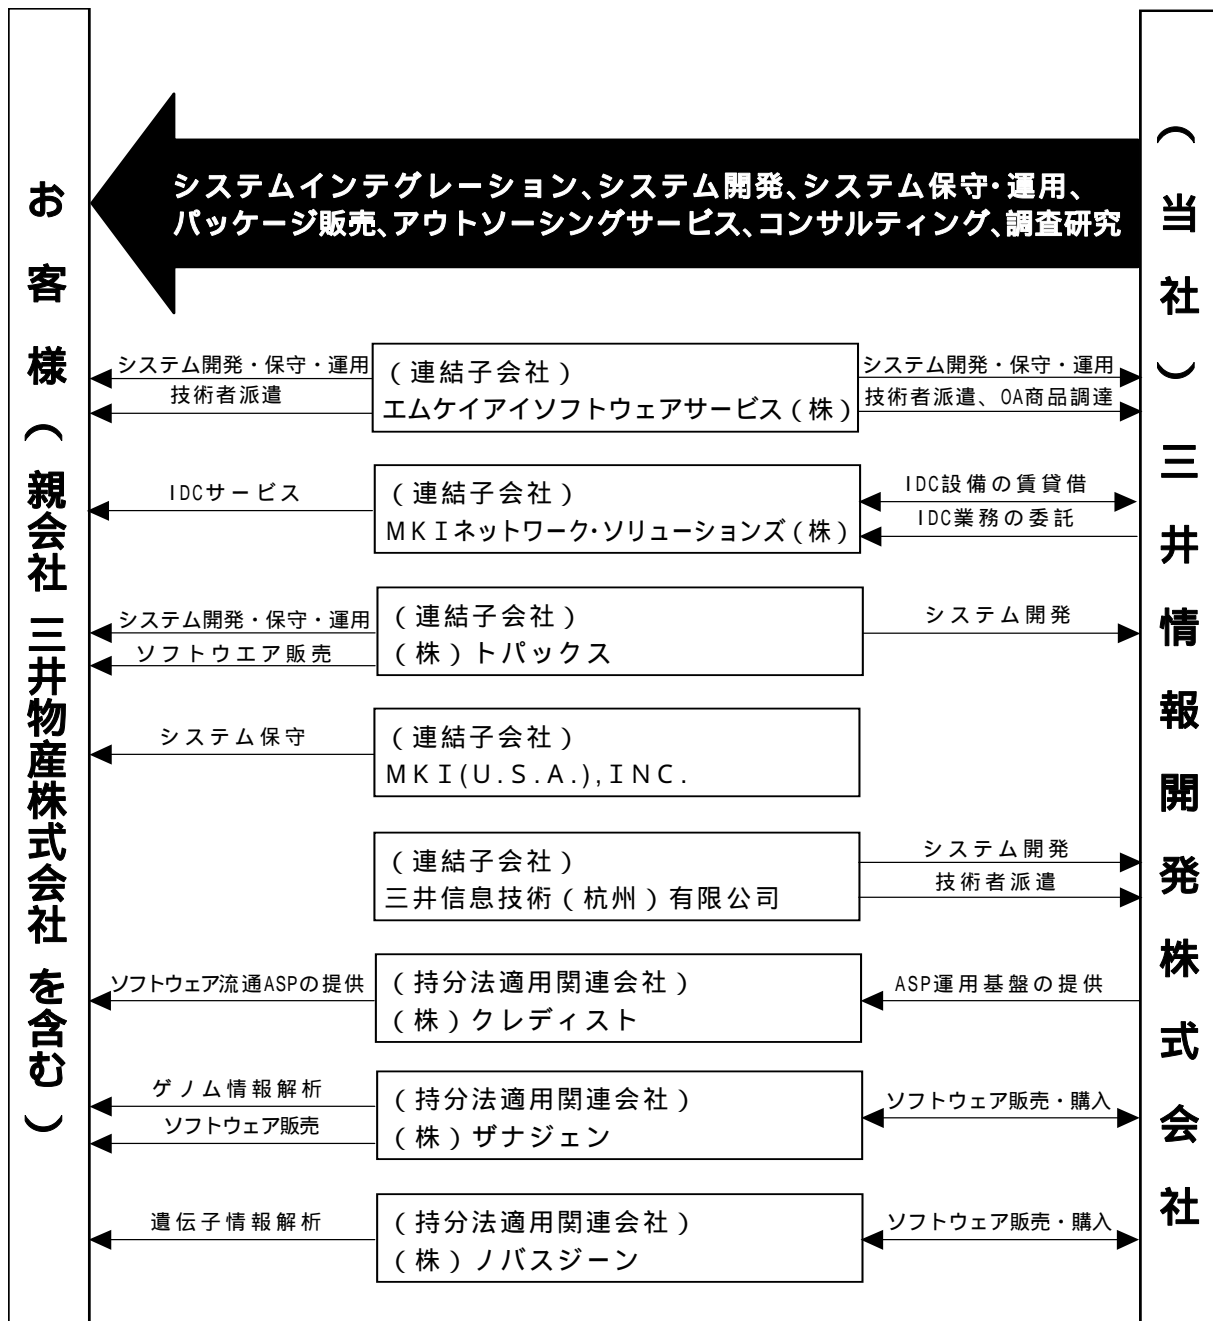 お客様（親会社 三井物産株式会社を含む）
（当社）三井情報開発株式会社
システムインテグレーション、システム開発、システム保守・運用、
パッケージ販売、アウトソーシングサービス、コンサルティング、調査研究
システム開発・保守・運用
技術者派遣
（連結子会社）
エムケイアイソフトウェアサービス（株）
システム開発・保守・運用
技術者派遣、OA商品調達
IDCサービス
（連結子会社）
ＭＫＩネットワーク・ソリューションズ（株）
IDC設備の賃貸借
IDC業務の委託
システム開発・保守・運用
ソフトウエア販売
（連結子会社）
（株）トパックス
システム開発
システム保守
（連結子会社）
ＭＫＩ(U.S.A.),ＩＮＣ.
（連結子会社）
三井信息技術（杭州）有限公司
システム開発
技術者派遣
ソフトウェア流通ASPの提供
（持分法適用関連会社）
（株）クレディスト
ASP運用基盤の提供
ゲノム情報解析
ソフトウェア販売
（持分法適用関連会社）
（株）ザナジェン
ソフトウェア販売・購入
遺伝子情報解析
（持分法適用関連会社）
（株）ノバスジーン
ソフトウェア販売・購入